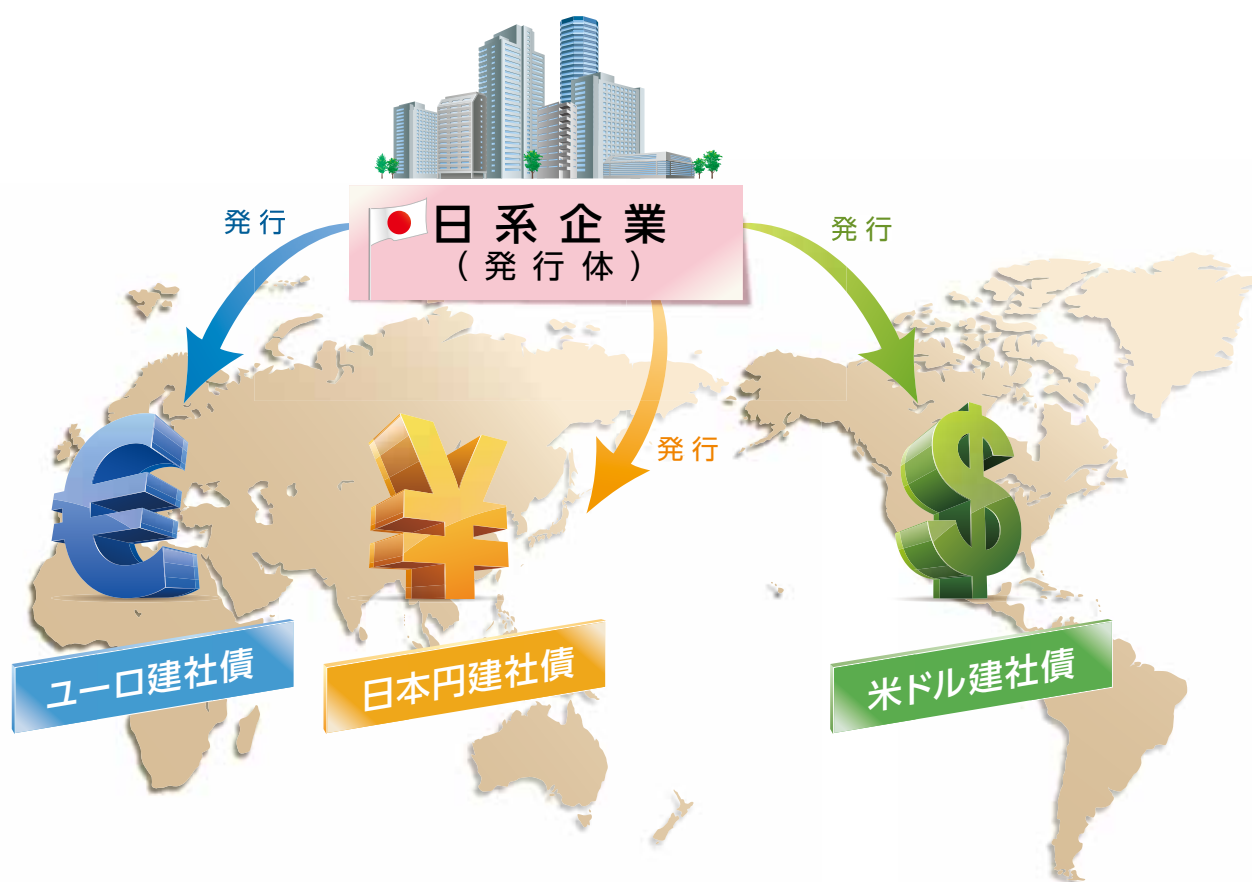 日系企業
(発行体)
発行
発行
発行
ユーロ建社債
日本円建社債
米ドル建社債